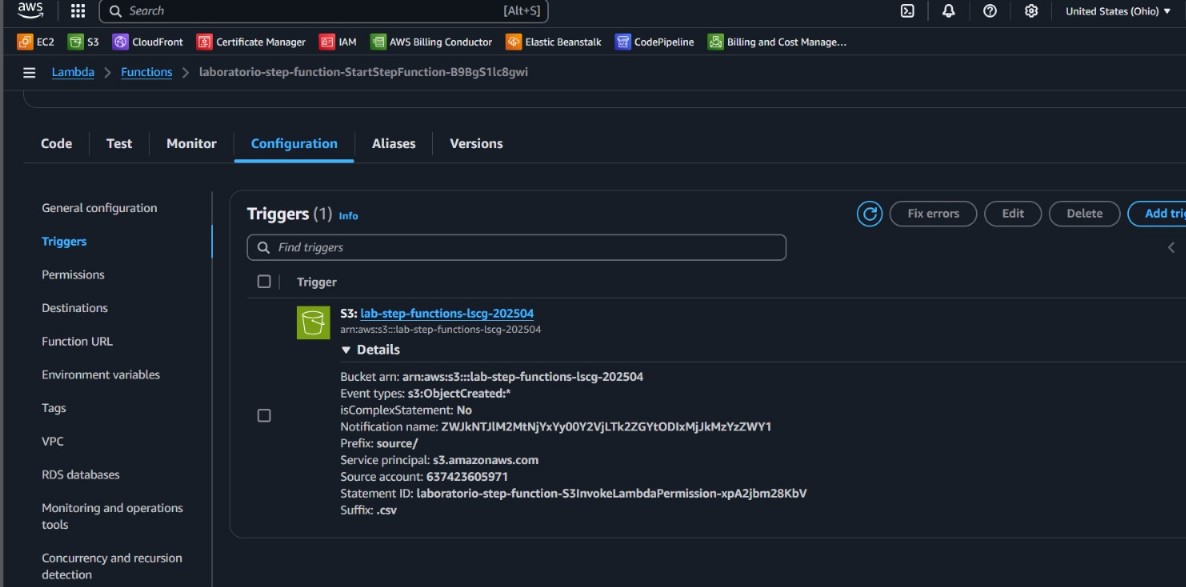 aws
Search [Alt+S]
United States (Ohio)
EC2 S3 CloudFront Certificate Manager IAM AWS Billing Conductor Elastic Beanstalk CodePipeline Billing and Cost Manage...
Lambda > Functions > laboratorio-step-function-StartStepFunction-B9BgS1lc8gwi
Code Test Monitor Configuration Aliases Versions
General configuration
Triggers
Permissions
Destinations
Function URL
Environment variables
Tags
VPC
RDS databases
Monitoring and operations
tools
Concurrency and recursion
detection
Triggers (1) Info
Fix errors Edit Delete Add tri
Find triggers
Trigger
S3: lab-step-functions-lscg-202504
arn:aws:s3:::lab-step-functions-lscg-202504
Details
Bucket arn: arn:aws:s3:::lab-step-functions-lscg-202504
Event types: s3:ObjectCreated:*
isComplexStatement: No
Notification name: ZWJkNTJlM2MtNjYxYy00Y2VjLTk2ZGYtODIxMjJkMzYzZWY1
Prefix: source/
Service principal: s3.amazonaws.com
Source account: 637423605971
Statement ID: laboratorio-step-function-S3InvokeLambdaPermission-xpA2jbm28KbV
Suffix: .csv